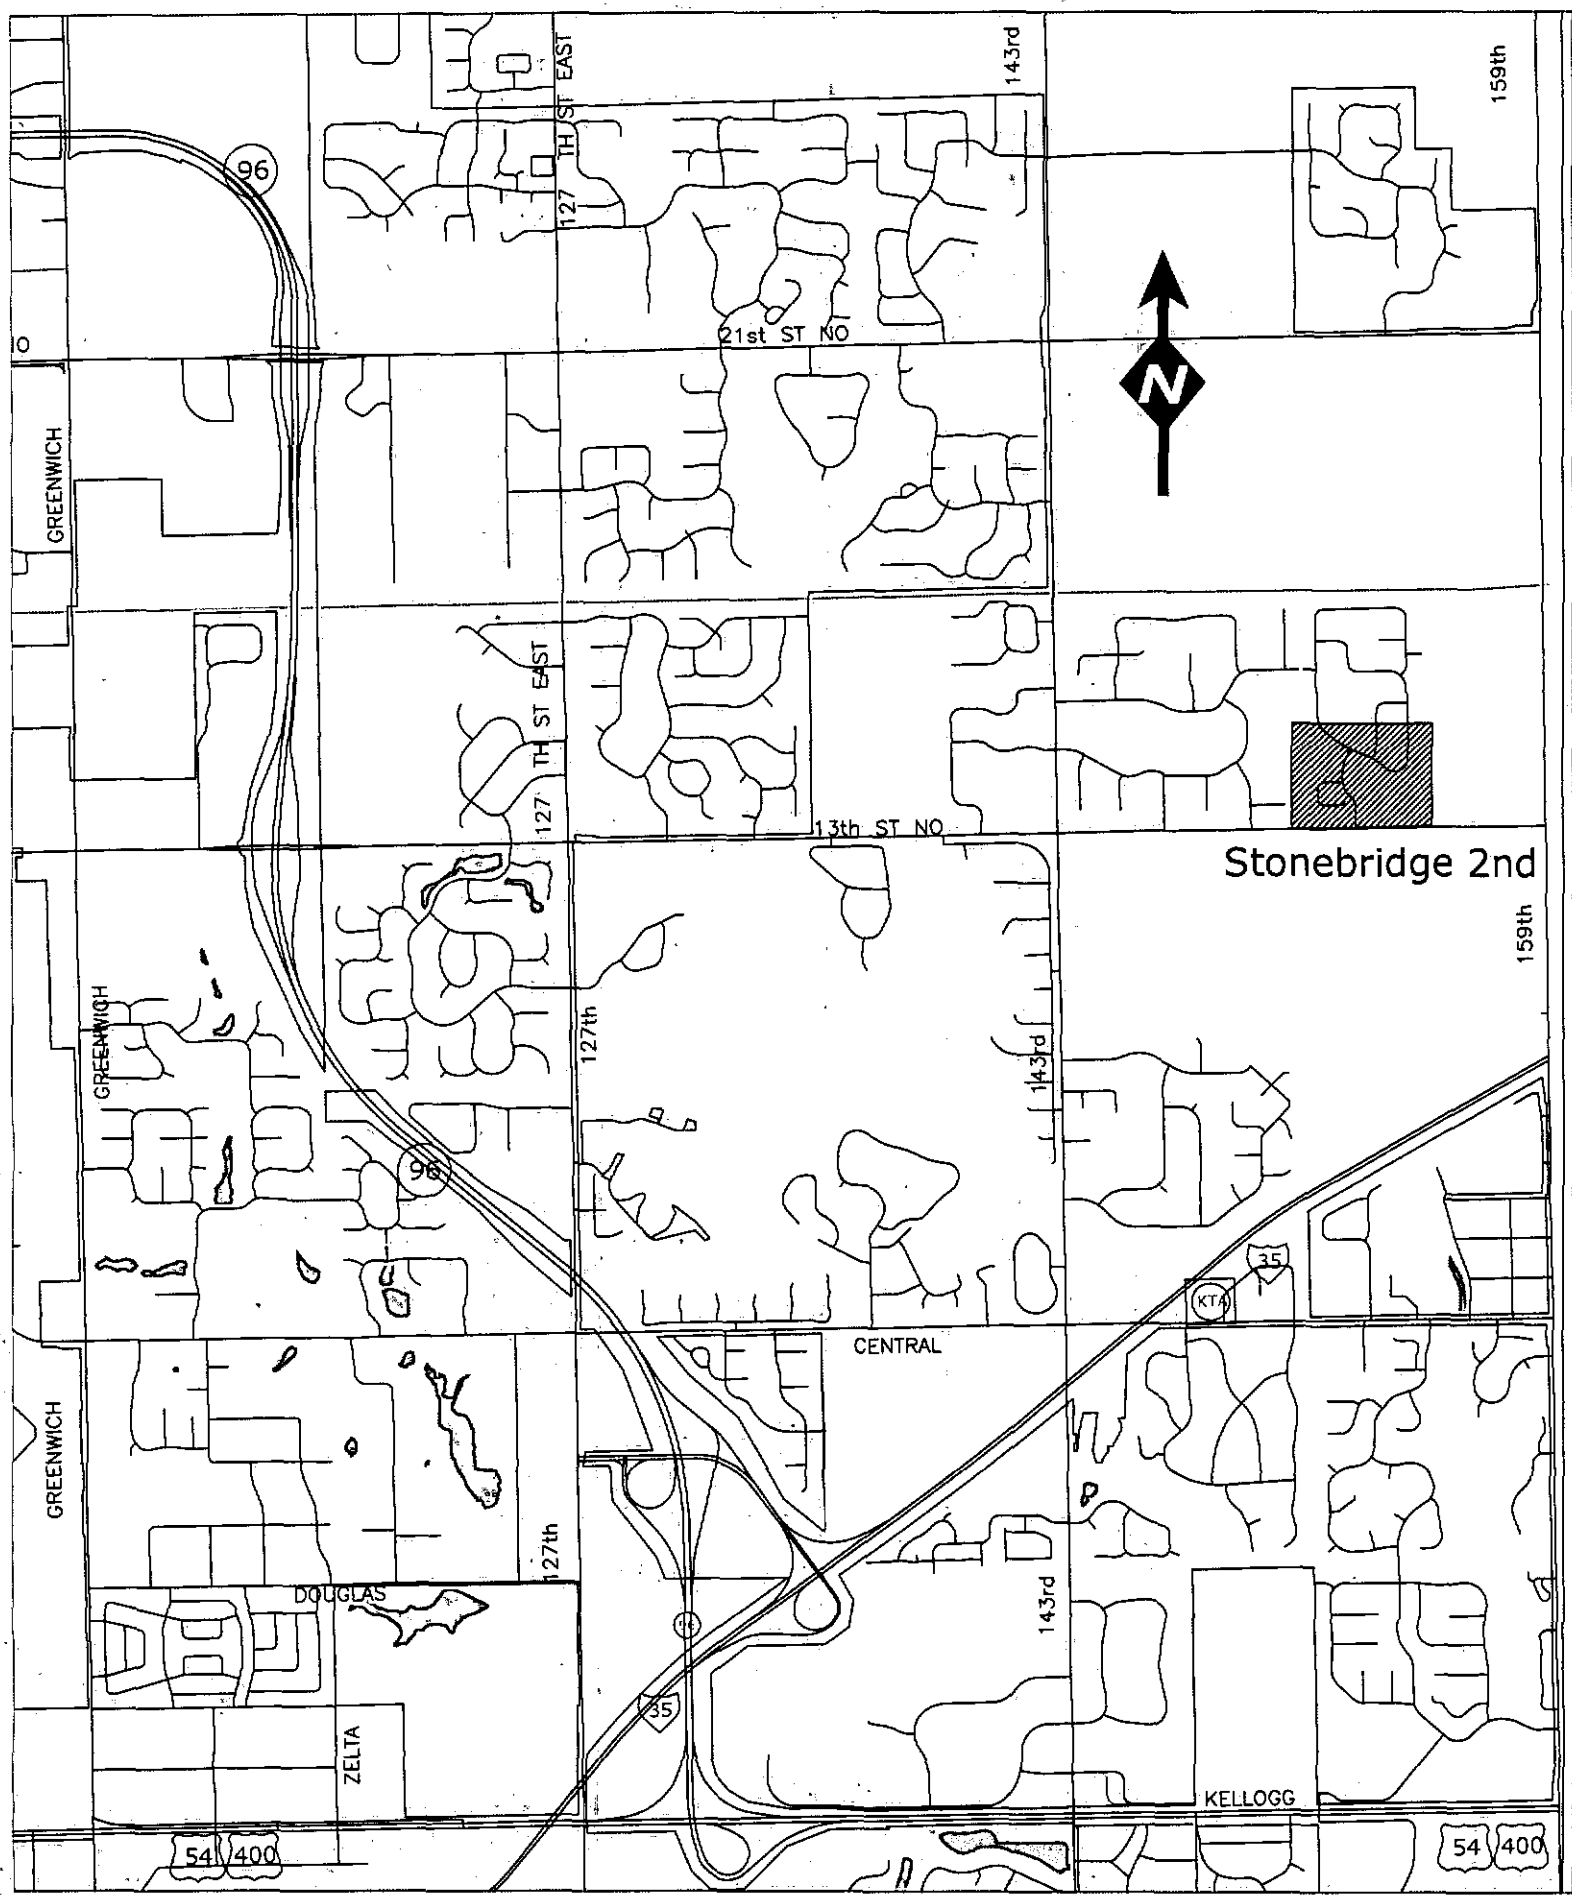 143rd
159th
TH ST EAST
127
96
21st ST NO
N
GREENWICH
TH ST EAST
127
13th ST NO
Stonebridge 2nd
159th
GREENWICH
127th
143rd
96
35
KTA
CENTRAL
GREENWICH
127th
DOUGLAS
143rd
35
ZELTA
KELLOGG
54 400
54 400